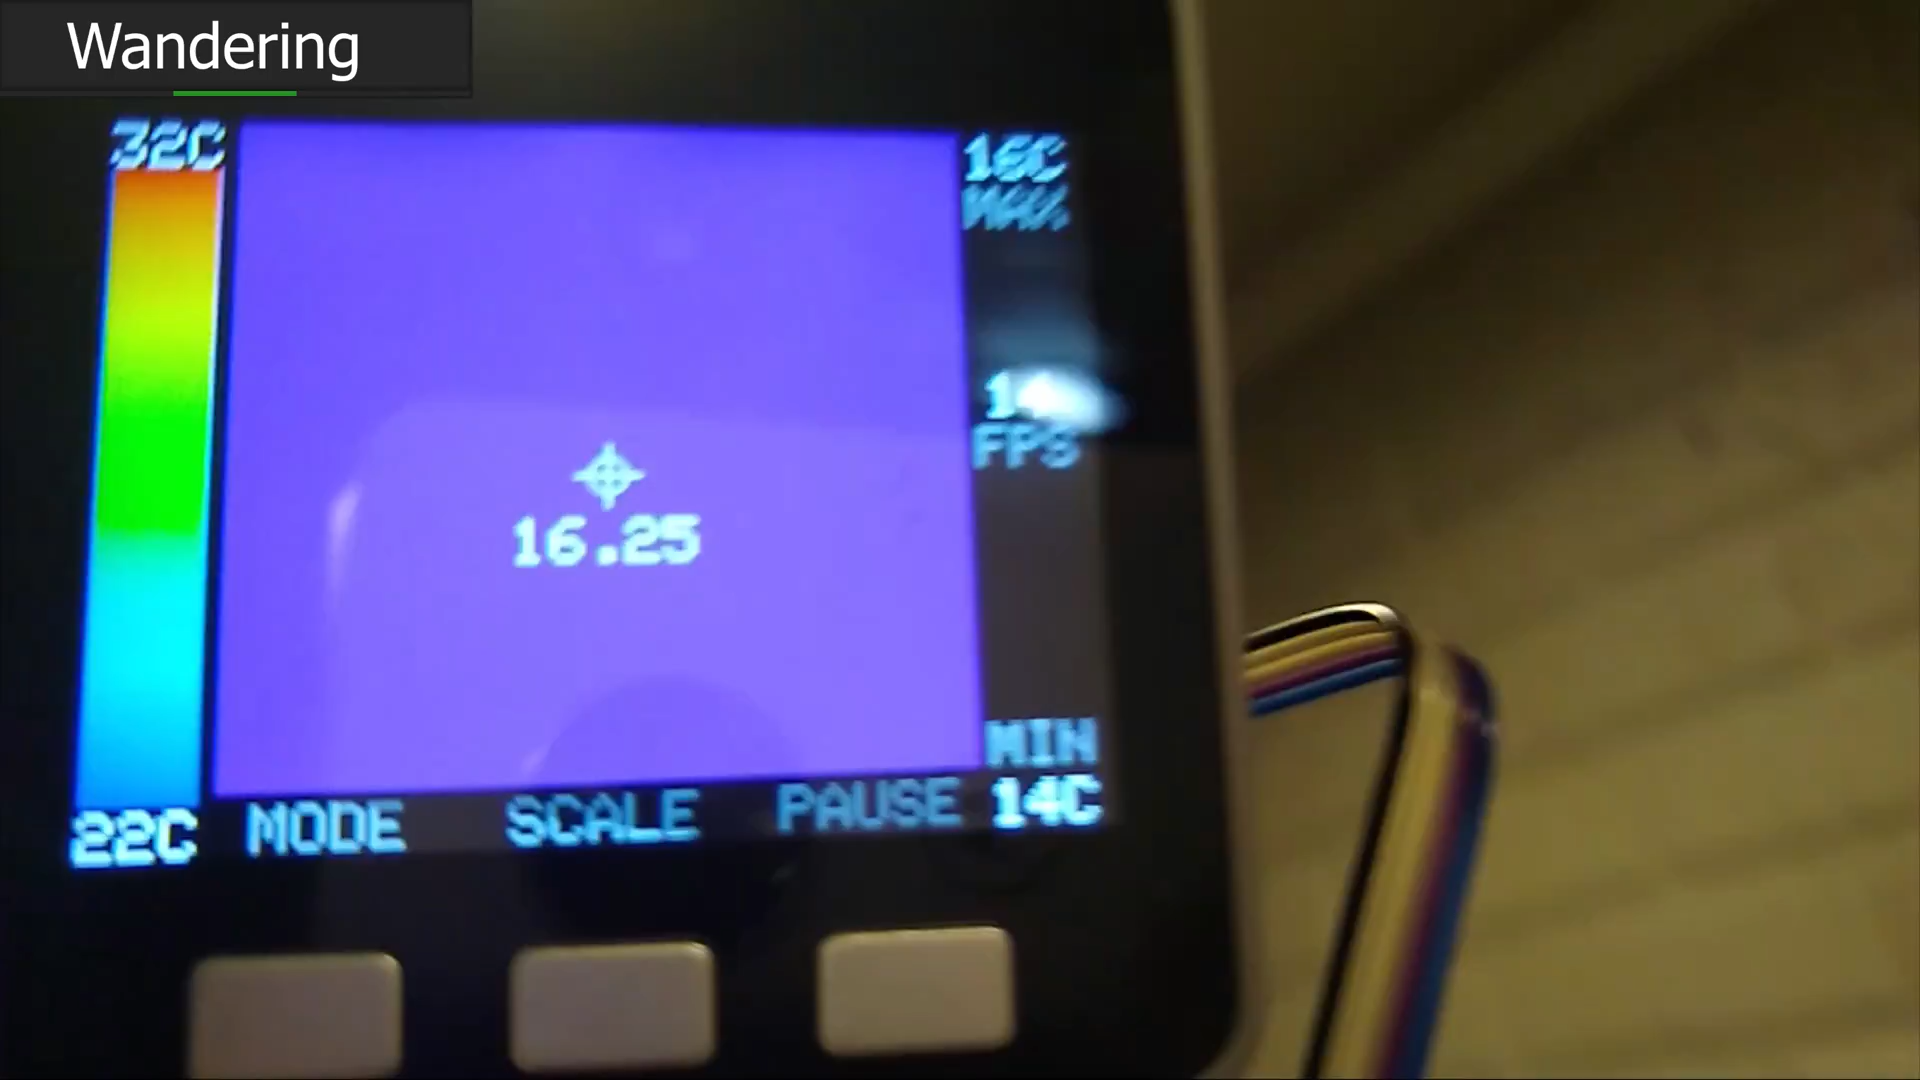 Wandering
32C
16C
MAX
FPS
16.25
MIN
14C
22C
MODE
SCALE
PAUSE